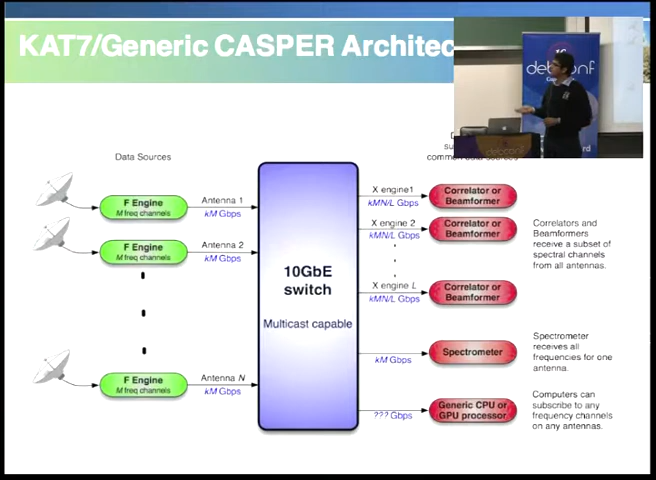 KAT7/Generic CASPER Architec
debconf
Data Sources
F Engine
M freq channels
Antenna 1
kM Gbps
F Engine
M freq channels
Antenna 2
kM Gbps
F Engine
M freq channels
Antenna N
kM Gbps
10GbE
switch
Multicast capable
X engine1
kMN/L Gbps
X engine 2
kMN/L Gbps
X engine L
kMN/L Gbps
kM Gbps
??? Gbps
Correlator or
Beamformer
Correlator or
Beamformer
Correlator or
Beamformer
Spectrometer
Generic CPU or
GPU processor
Correlators and
Beamformers
receive a subset of
spectral channels
from all antennas.
Spectrometer
receives all
frequencies for one
antenna.
Computers can
subscribe to any
frequency channels
on any antennas.